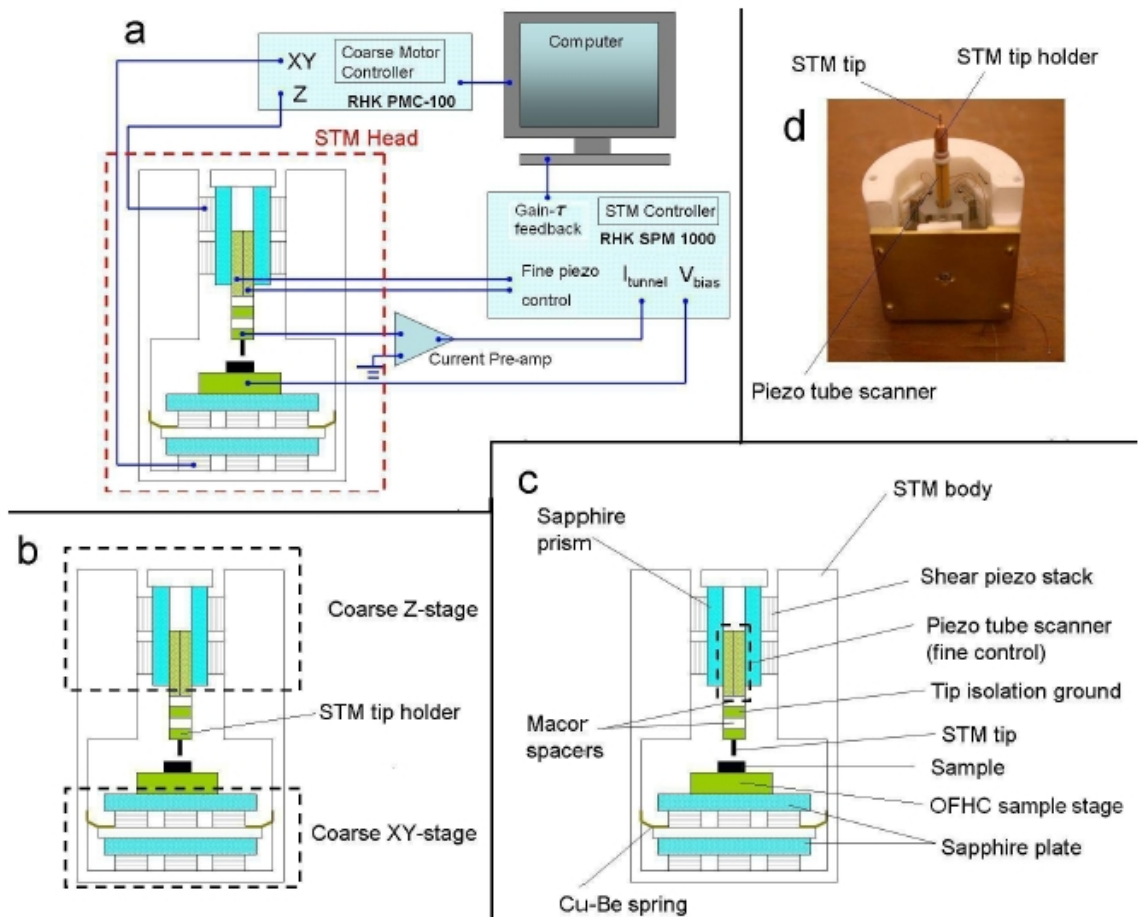 a
XY
Z
Coarse Motor
Controller
RHK PMC-100
Computer
STM Head
Gain-τ
feedback
STM Controller
RHK SPM 1000
Fine piezo
control
I tunnel
V bias
Current Pre-amp
d
STM tip
STM tip holder
Piezo tube scanner
b
Coarse Z-stage
STM tip holder
Coarse XY-stage
c
Sapphire
prism
STM body
Shear piezo stack
Piezo tube scanner
(fine control)
Tip isolation ground
Macor
spacers
STM tip
Sample
OFHC sample stage
Sapphire plate
Cu-Be spring